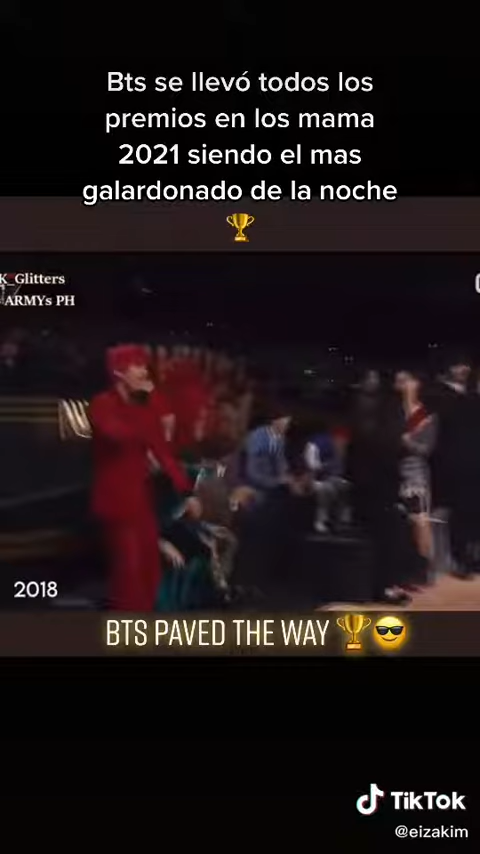 Bts se llevó todos los
premios en los mama
2021 siendo el mas
galardonado de la noche
🏆
K_Glitters
ARMYs PH
2018
BTS PAVED THE WAY 🏆😎
TikTok
@eizakim